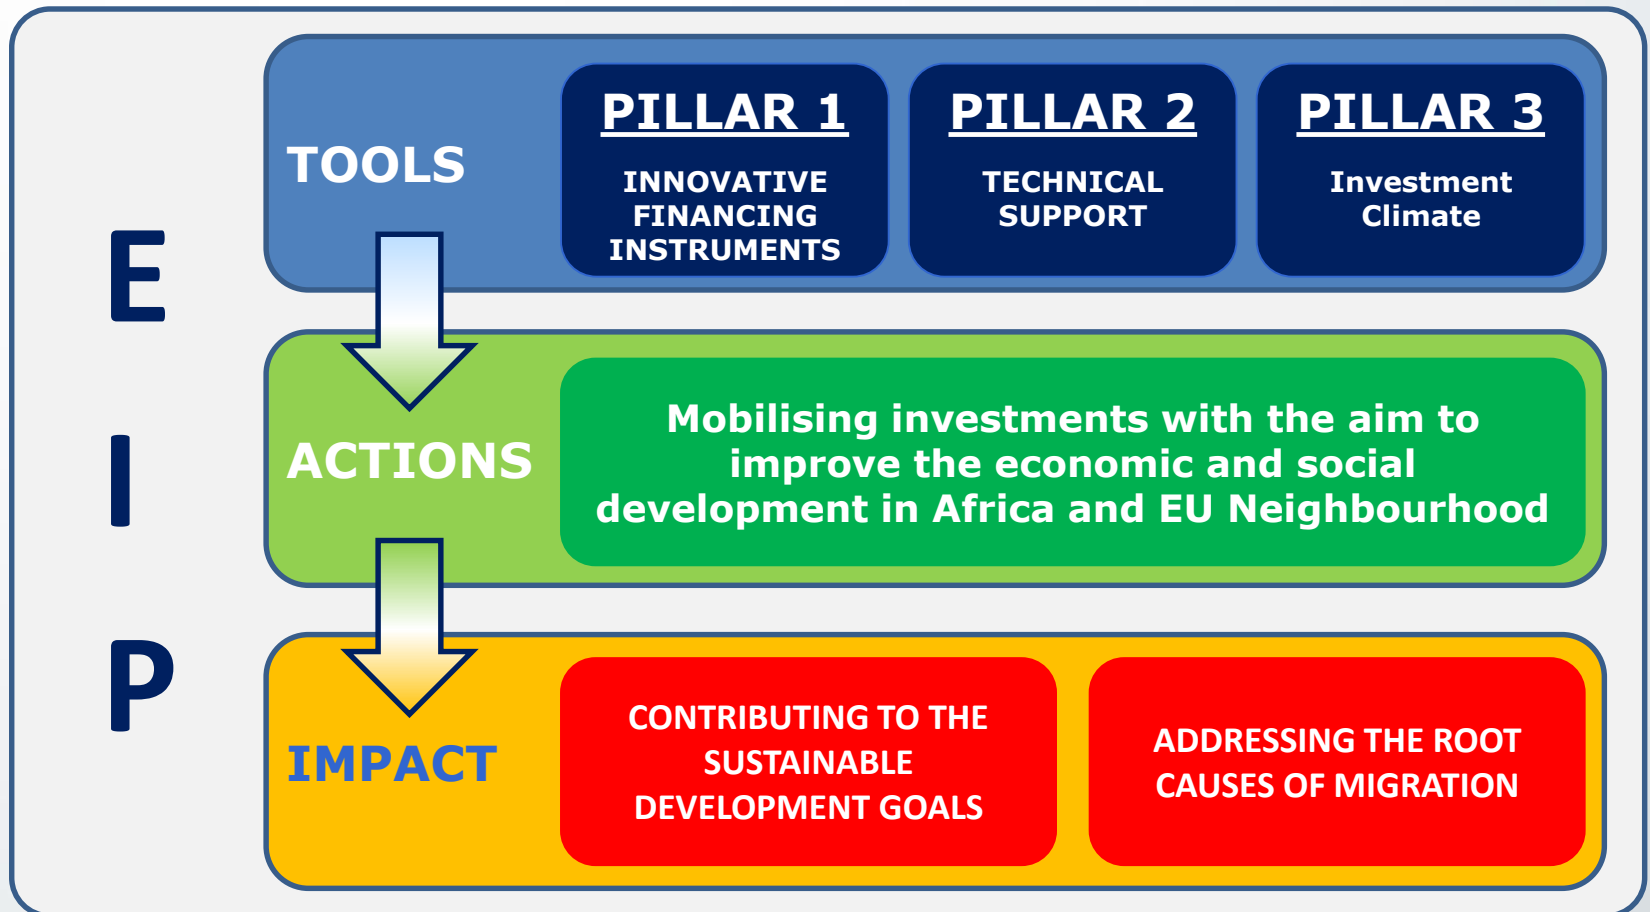 E
I
P
TOOLS
PILLAR 1
INNOVATIVE
FINANCING
INSTRUMENTS
PILLAR 2
TECHNICAL
SUPPORT
PILLAR 3
Investment
Climate
ACTIONS
Mobilising investments with the aim to
improve the economic and social
development in Africa and EU Neighbourhood
IMPACT
CONTRIBUTING TO THE
SUSTAINABLE
DEVELOPMENT GOALS
ADDRESSING THE ROOT
CAUSES OF MIGRATION